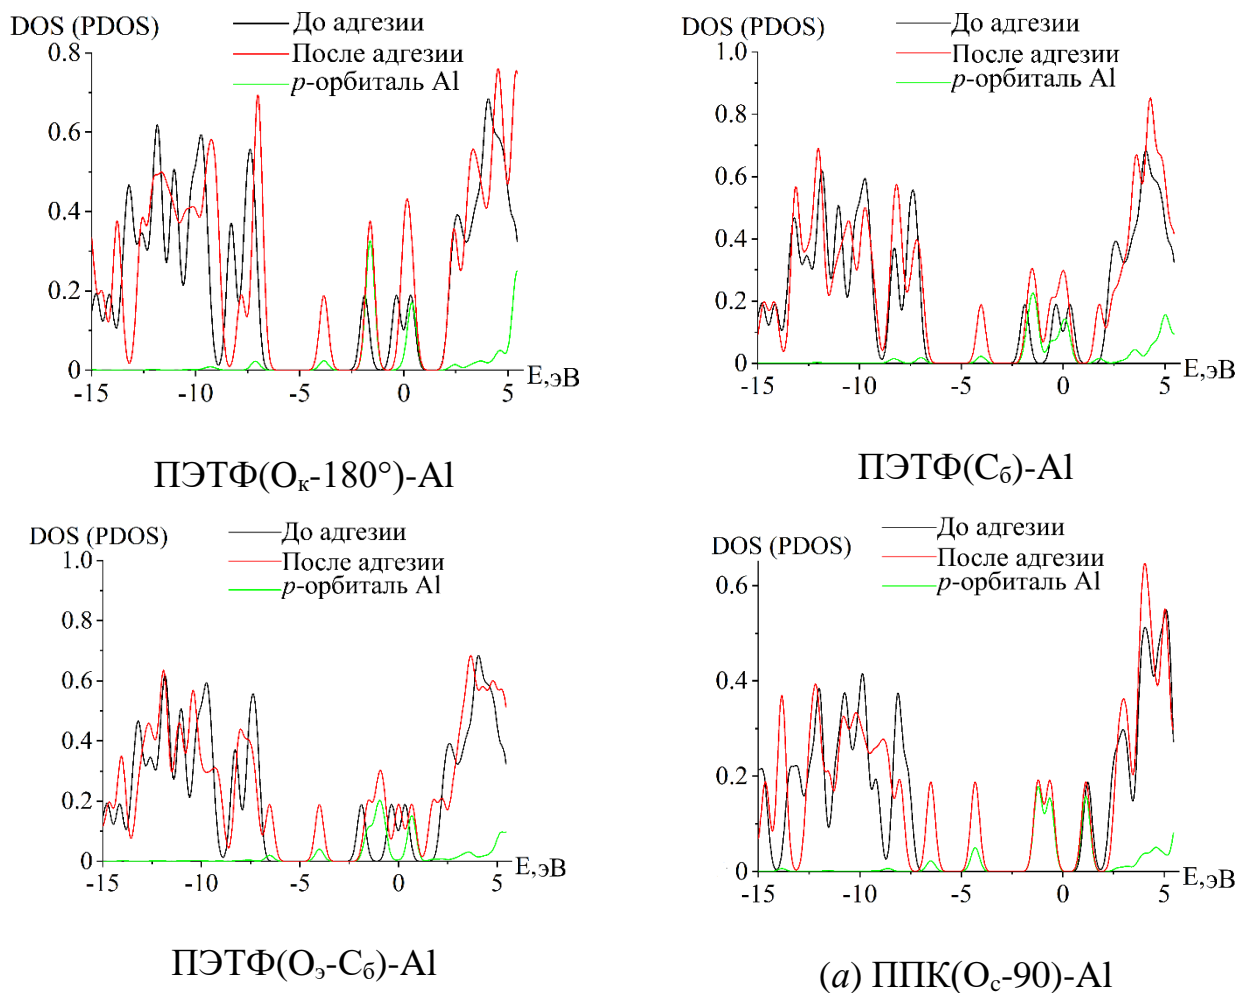 DOS (PDOS)
До адгезии
После адгезии
p-орбиталь Al
0.8
0.6
0.4
0.2
0
-15
-10
-5
0
5
E,эВ
ПЭТФ(Oк-180°)-Al
DOS (PDOS)
До адгезии
После адгезии
p-орбиталь Al
1.0
0.8
0.6
0.4
0.2
0
-15
-10
-5
0
5
E,эВ
ПЭТФ(Cб)-Al
DOS (PDOS)
До адгезии
После адгезии
p-орбиталь Al
1.0
0.8
0.6
0.4
0.2
0
-15
-10
-5
0
5
E,эВ
ПЭТФ(Oэ-Cб)-Al
DOS (PDOS)
До адгезии
После адгезии
p-орбиталь Al
0.6
0.4
0.2
0
-15
-10
-5
0
5
E,эВ
(a) ППК(Oс-90)-Al